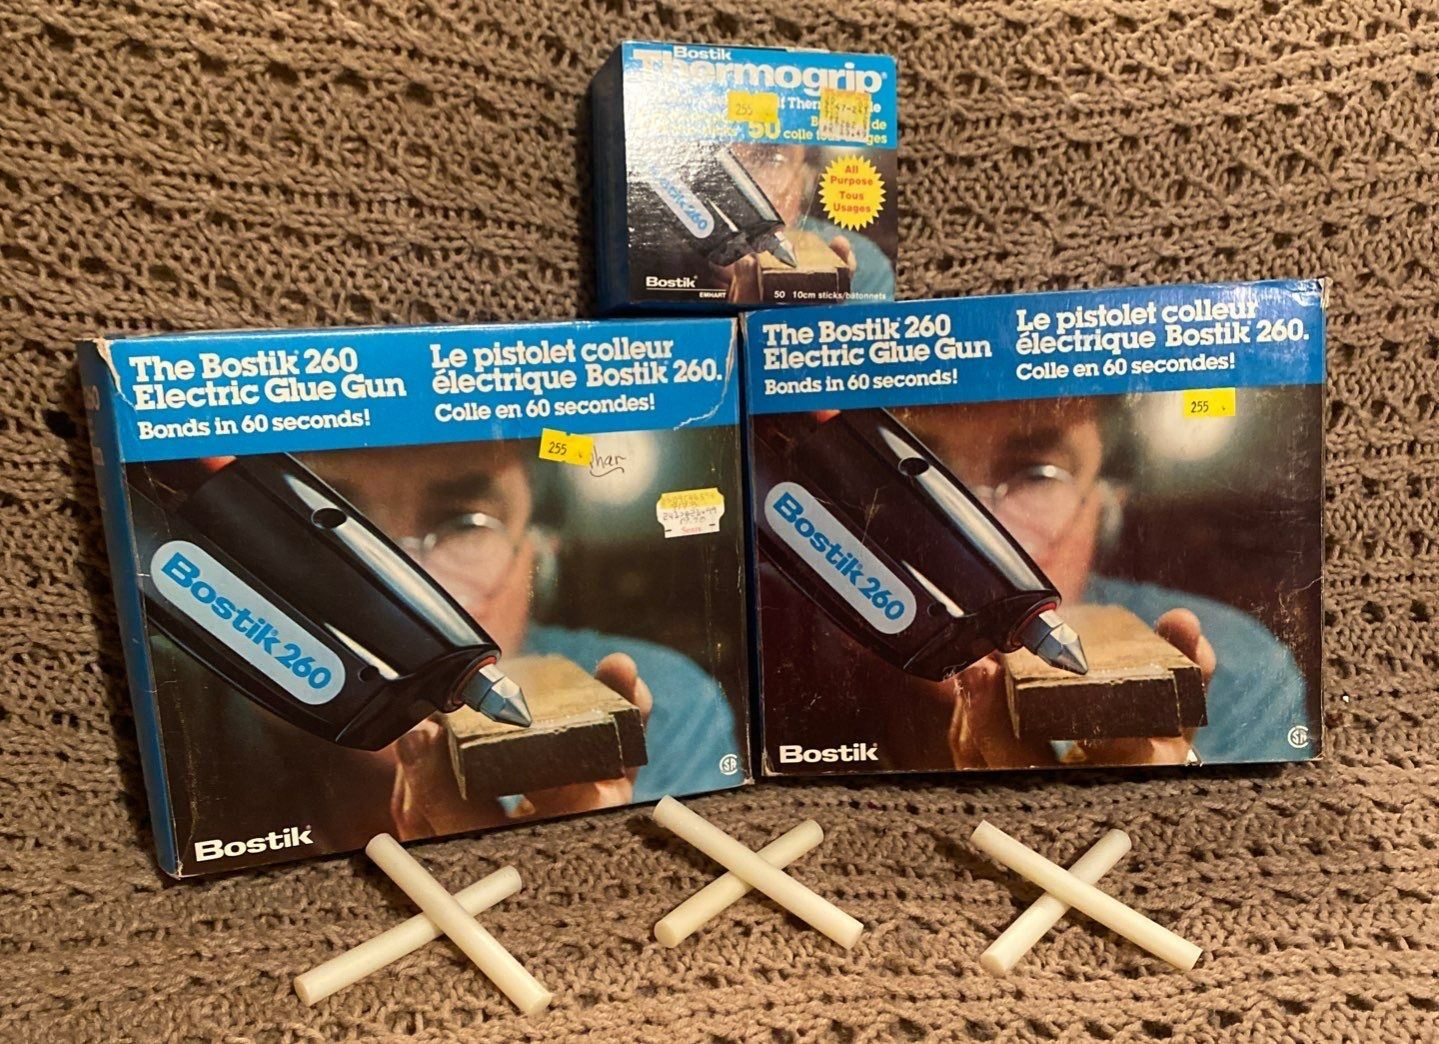 Bostik
Thermogrip
255
50
colle
All
Purpose
Tous
Usages
260
Bostik
EMHART
50 10cm sticks/bâtonnets
The Bostik 260
Electric Glue Gun
Bonds in 60 seconds!
Le pistolet colleur
électrique Bostik 260.
Colle en 60 secondes!
255
Bostik 260
Bostik
The Bostik 260
Electric Glue Gun
Bonds in 60 seconds!
Le pistolet colleur
électrique Bostik 260.
Colle en 60 secondes!
255
Bostik 260
Bostik